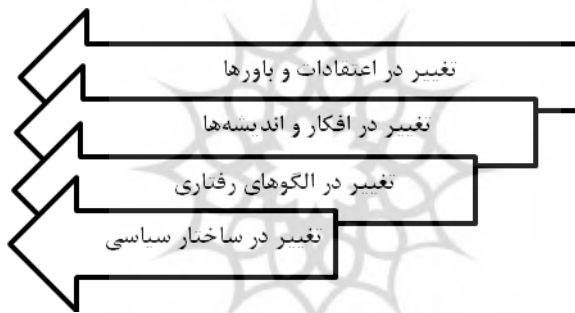 تغییر در اعتقادات و باورها
تغییر در افکار و اندیشه‌ها
تغییر در الگوهای رفتاری
تغییر در ساختار سیاسی